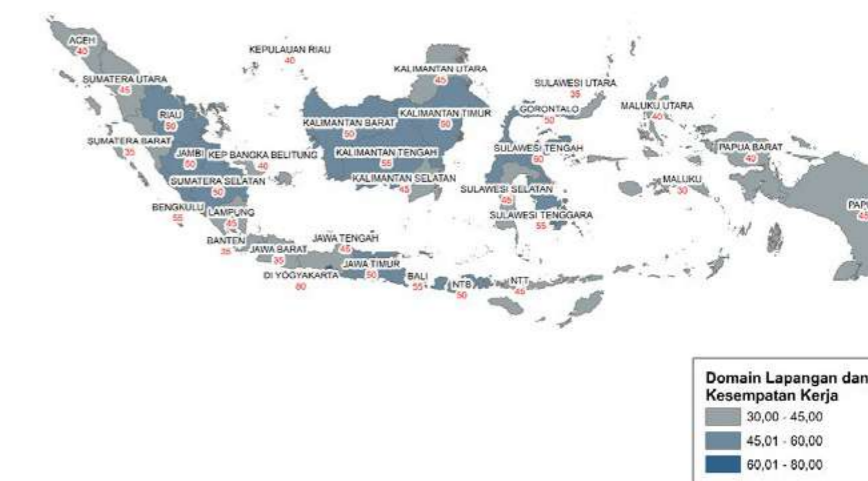 ACEH
40
SUMATERA UTARA
45
RIAU
50
SUMATERA BARAT
35
JAMBI
50
KEPULAUAN RIAU
40
KEP BANGKA BELITUNG
40
SUMATERA SELATAN
50
BENGKULU
55
LAMPUNG
45
BANTEN
JAWA BARAT
35
JAWA TENGAH
45
DI YOGYAKARTA
JAWA TIMUR
50
BALI
55
NTB
50
NTT
45
KALIMANTAN UTARA
45
KALIMANTAN BARAT
50
KALIMANTAN TIMUR
50
KALIMANTAN TENGAH
55
KALIMANTAN SELATAN
45
SULAWESI UTARA
35
GORONTALO
50
SULAWESI TENGAH
SULAWESI SELATAN
45
SULAWESI TENGGARA
55
MALUKU UTARA
40
MALUKU
30
PAPUA BARAT
40
Domain Lapangan dan
Kesempatan Kerja
30,00 - 45,00
45,01 - 60,00
60,01 - 80,00